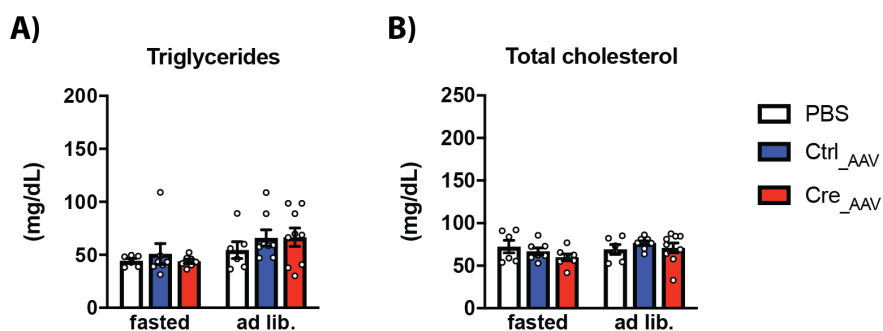 A)
Triglycerides
200
150
100
50
0
(mg/dL)
fasted
ad lib.
B)
Total cholesterol
250
200
150
100
50
0
(mg/dL)
fasted
ad lib.
PBS
Ctrl_AAV
Cre_AAV